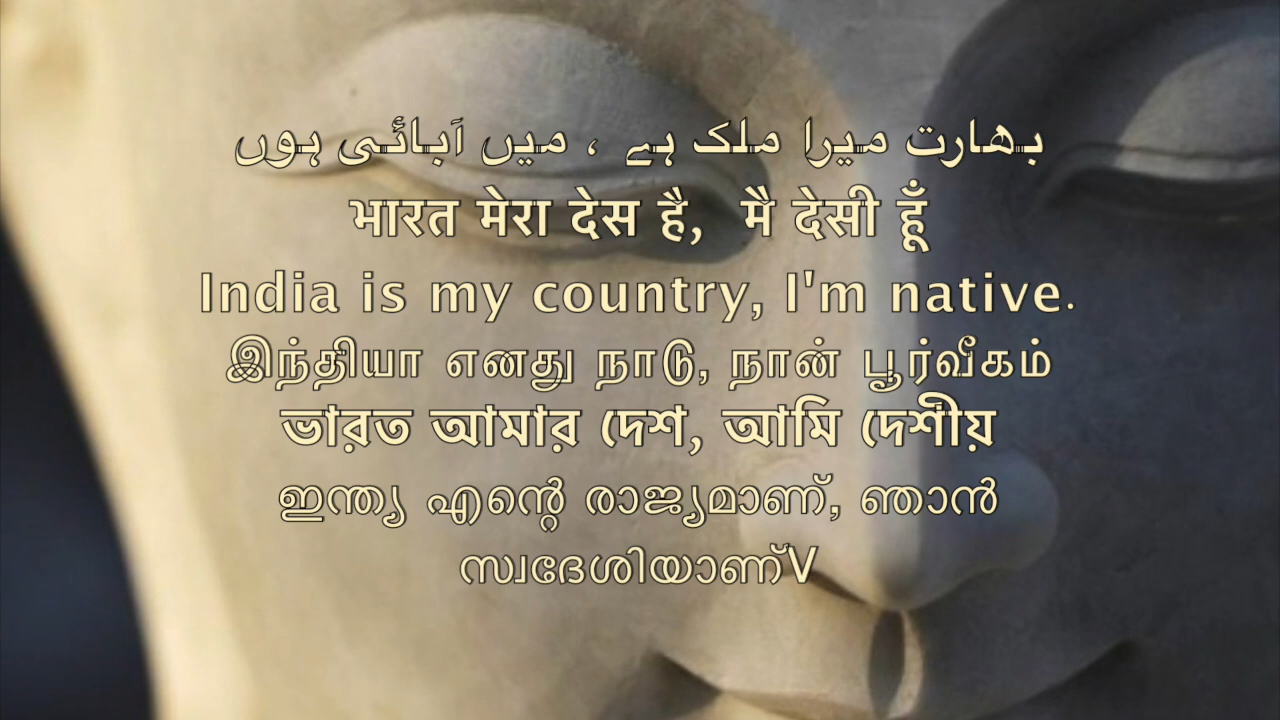 بھارت میرا ملک ہے ، میں آبائی ہوں
भारत मेरा देस है, मै देसी हूँ
India is my country, I'm native.
இந்தியா எனது நாடு, நான் பூர்வீகம்
ভারত আমার দেশ, আমি দেশীয়
ഇന്ത്യ എന്റെ രാജ്യമാണ്, ഞാൻ
സ്വദേശിയാണ്V